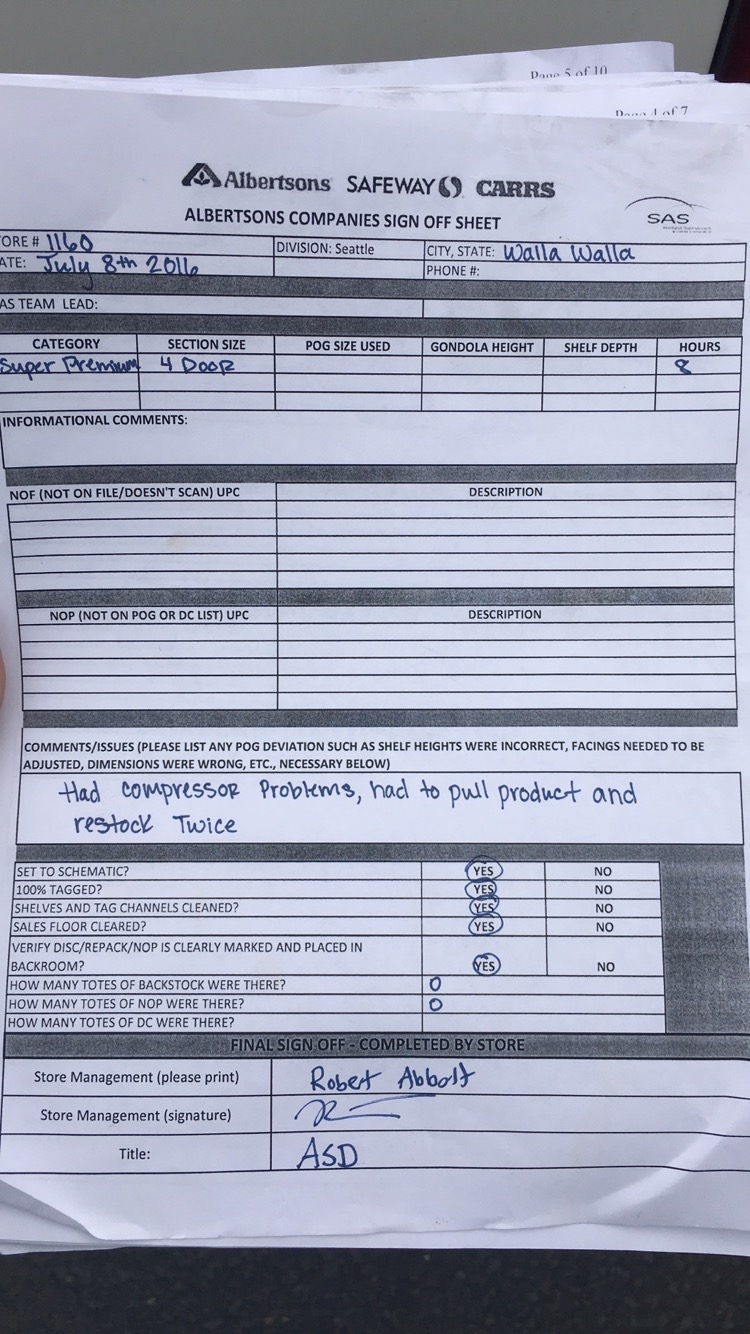 Page 5 of 10
Page 4 of 7
Albertsons SAFEWAY CARRS
ALBERTSONS COMPANIES SIGN OFF SHEET
SAS
ORE # 1160 DIVISION: Seattle CITY, STATE: Walla Walla
ATE: July 8th 2016 PHONE #:
AS TEAM LEAD:
CATEGORY SECTION SIZE POG SIZE USED GONDOLA HEIGHT SHELF DEPTH HOURS
Super Premium 4 Door 8
INFORMATIONAL COMMENTS:
NOF (NOT ON FILE/DOESN'T SCAN) UPC DESCRIPTION
NOP (NOT ON POG OR DC LIST) UPC DESCRIPTION
COMMENTS/ISSUES (PLEASE LIST ANY POG DEVIATION SUCH AS SHELF HEIGHTS WERE INCORRECT, FACINGS NEEDED TO BE
ADJUSTED, DIMENSIONS WERE WRONG, ETC., NECESSARY BELOW)
Had compressor Problems, had to pull product and
restock Twice
SET TO SCHEMATIC? YES NO
100% TAGGED? YES NO
SHELVES AND TAG CHANNELS CLEANED? YES NO
SALES FLOOR CLEARED? YES NO
VERIFY DISC/REPACK/NOP IS CLEARLY MARKED AND PLACED IN
BACKROOM? YES NO
HOW MANY TOTES OF BACKSTOCK WERE THERE? 0
HOW MANY TOTES OF NOP WERE THERE? 0
HOW MANY TOTES OF DC WERE THERE?
FINAL SIGN OFF - COMPLETED BY STORE
Store Management (please print) Robert Abbott
Store Management (signature)
Title: ASD